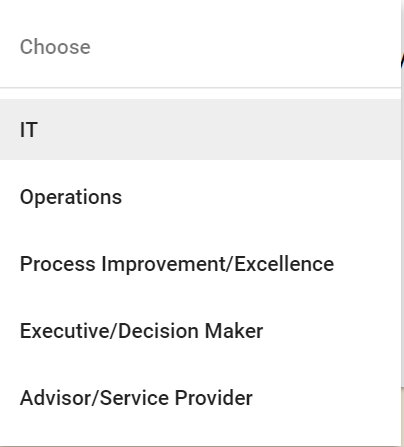 Choose
IT
Operations
Process Improvement/Excellence
Executive/Decision Maker
Advisor/Service Provider